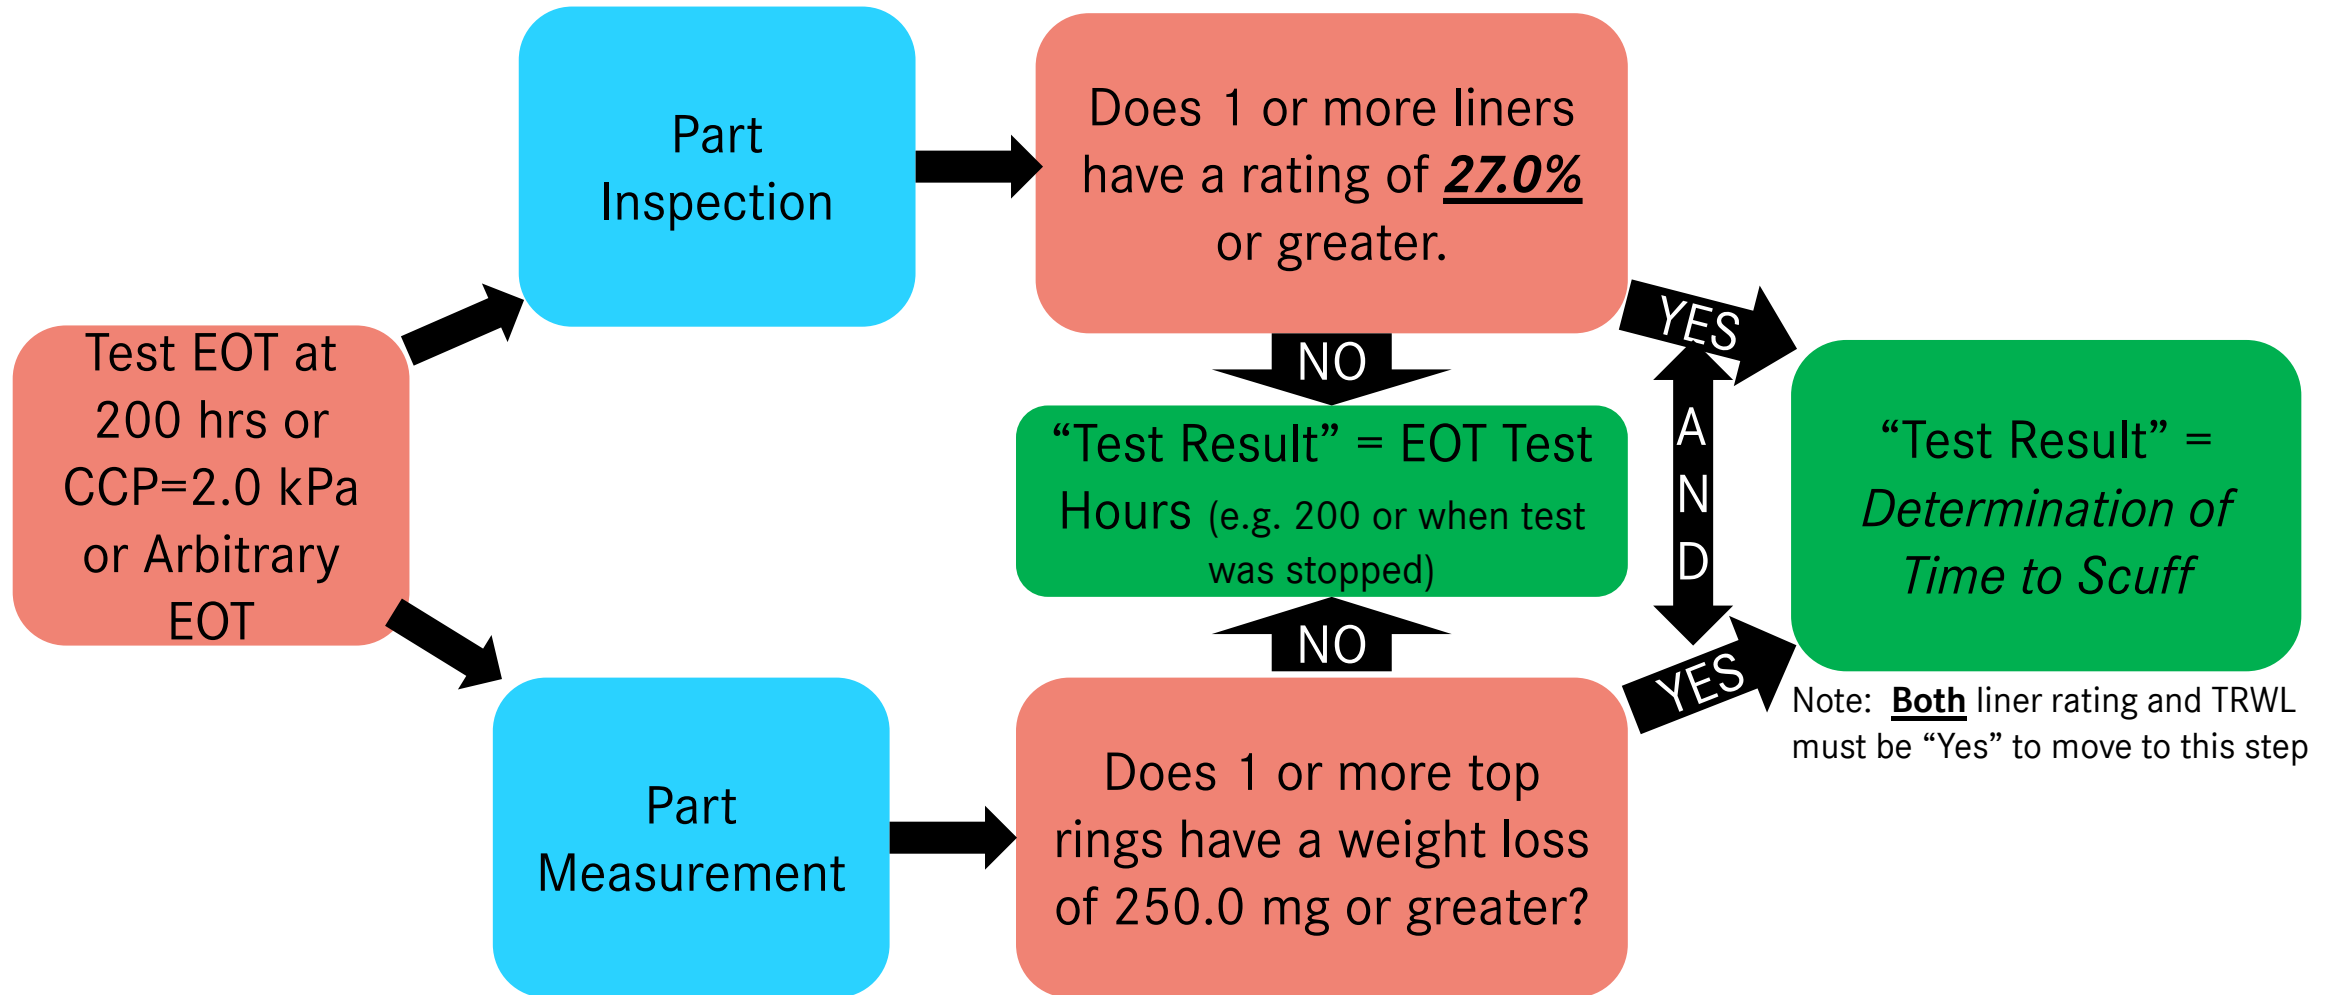 Part
Inspection
Does 1 or more liners
have a rating of 27.0%
or greater.
YES
NO
Test EOT at
200 hrs or
CCP=2.0 kPa
or Arbitrary
EOT
“Test Result” = EOT Test
Hours (e.g. 200 or when test
was stopped)
A
N
D
“Test Result” =
Determination of
Time to Scuff
NO
YES
Note: Both liner rating and TRWL
must be “Yes” to move to this step
Part
Measurement
Does 1 or more top
rings have a weight loss
of 250.0 mg or greater?